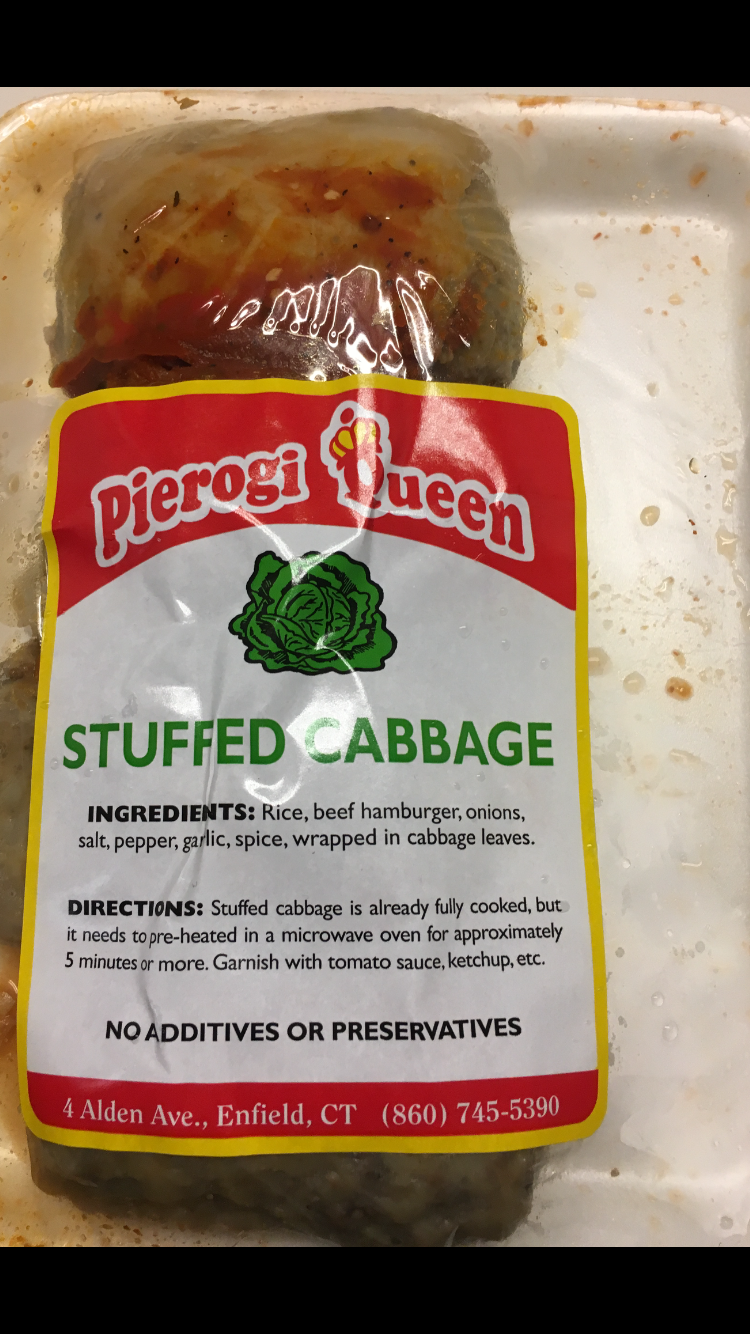 Pierogi Queen
STUFFED CABBAGE
INGREDIENTS: Rice, beef hamburger, onions,
salt, pepper, garlic, spice, wrapped in cabbage leaves.
DIRECTIONS: Stuffed cabbage is already fully cooked, but
it needs to pre-heated in a microwave oven for approximately
5 minutes or more. Garnish with tomato sauce, ketchup, etc.
NO ADDITIVES OR PRESERVATIVES
4 Alden Ave., Enfield, CT (860) 745-5390